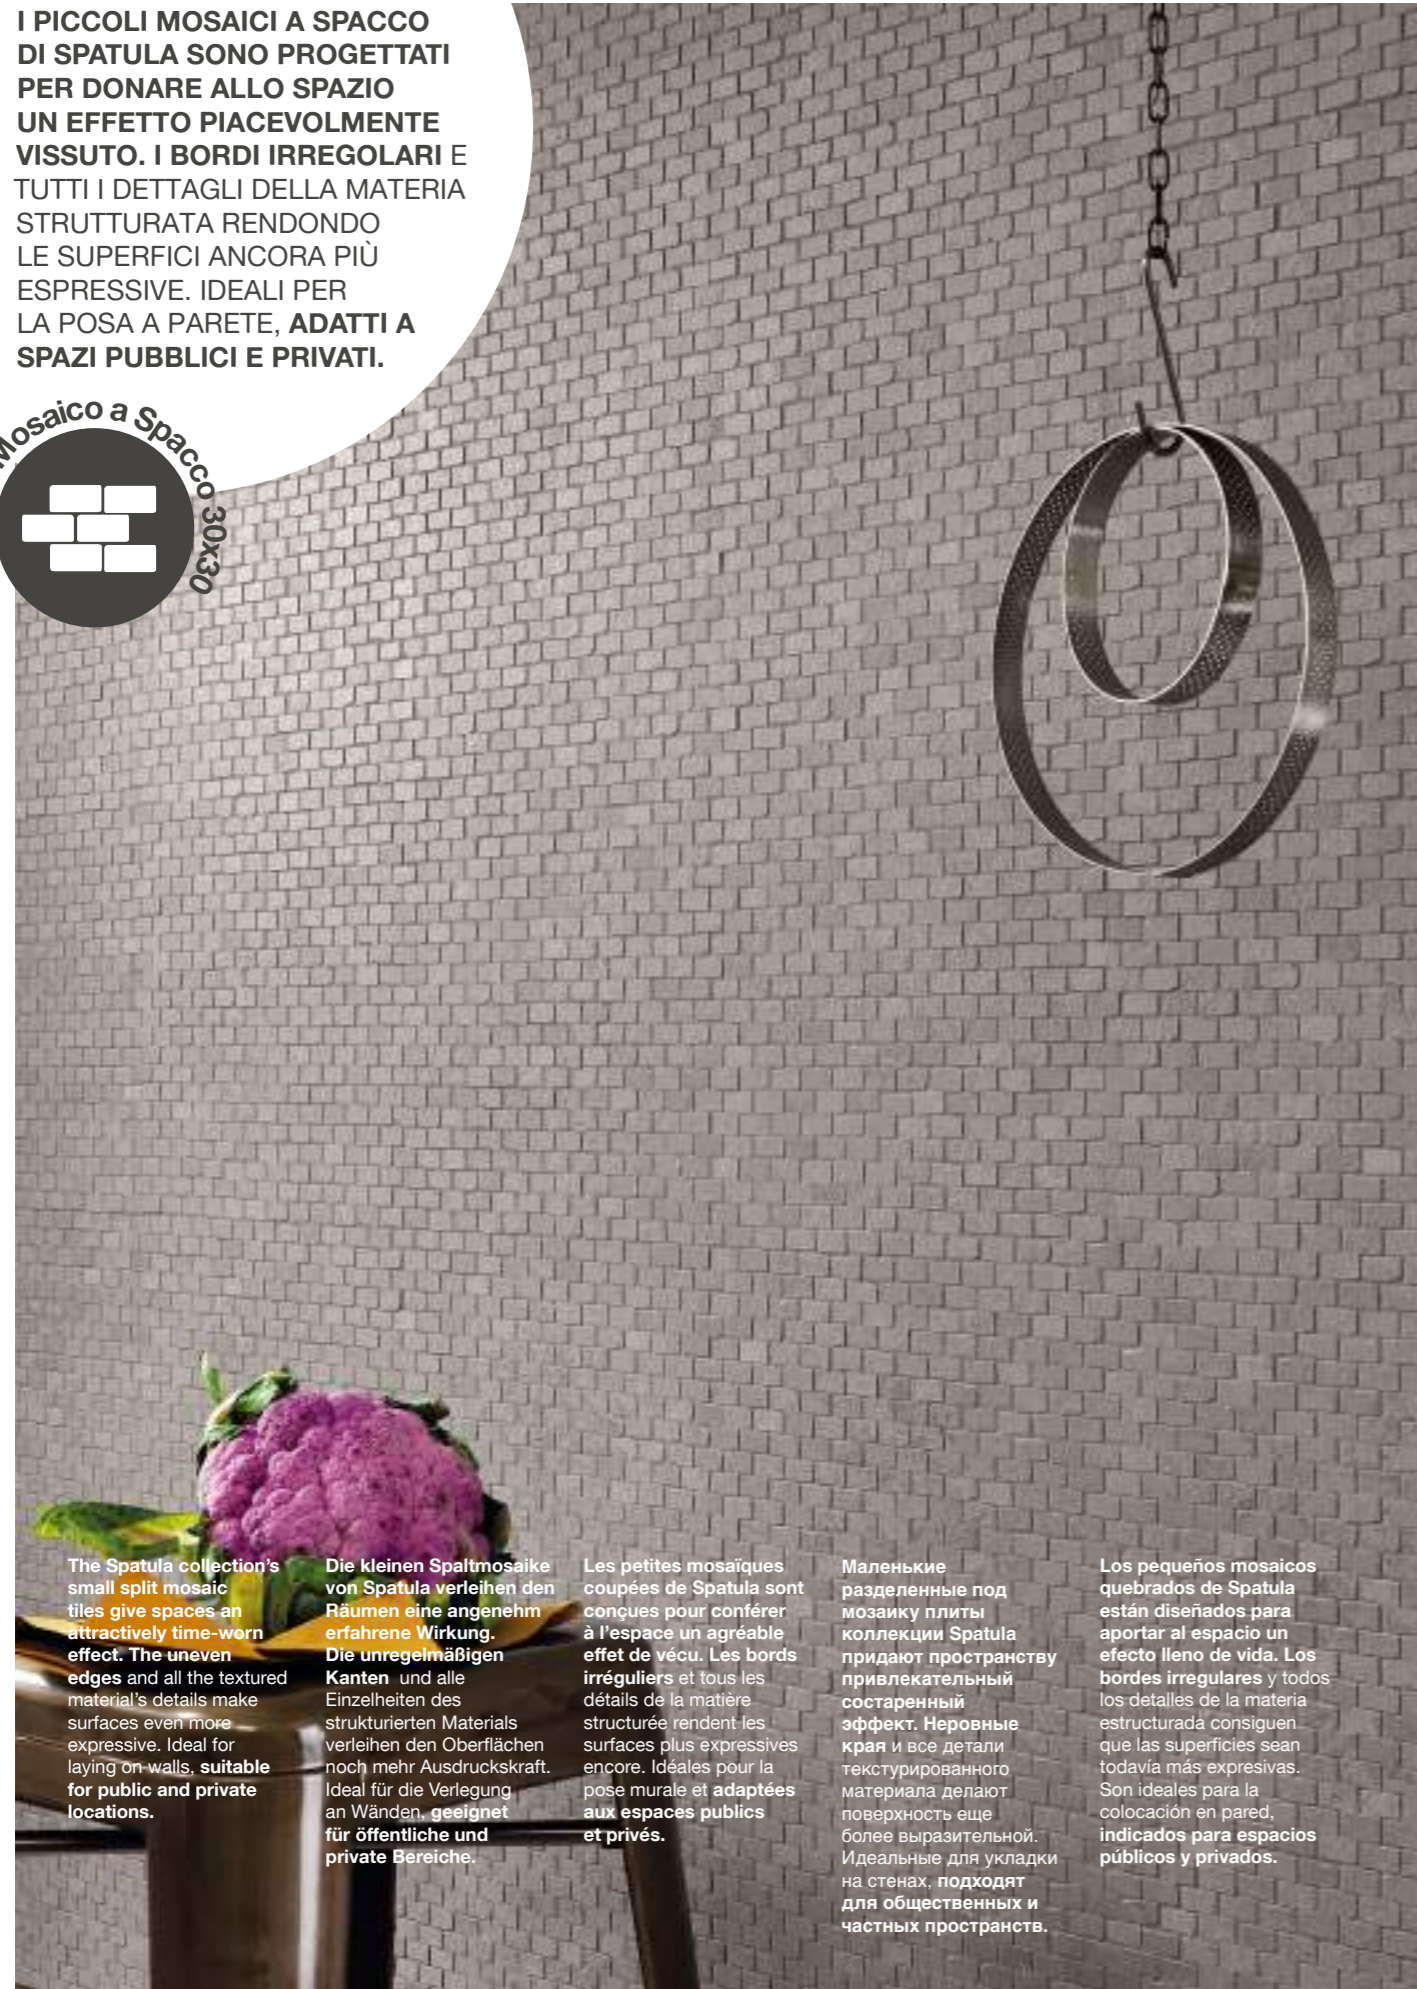 I PICCOLI MOSAICI A SPACCO
DI SPATULA SONO PROGETTATI
PER DONARE ALLO SPAZIO
UN EFFETTO PIACEVOLMENTE
VISSUTO. I BORDI IRREGOLARI E
TUTTI I DETTAGLI DELLA MATERIA
STRUTTURATA RENDONDO
LE SUPERFICI ANCORA PIÙ
ESPRESSIVE. IDEALI PER
LA POSA A PARETE, ADATTI A
SPAZI PUBBLICI E PRIVATI.
Mosaico a Spacco 30x30
The Spatula collection's
small split mosaic
tiles give spaces an
attractively time-worn
effect. The uneven
edges and all the textured
material's details make
surfaces even more
expressive. Ideal for
laying on walls, suitable
for public and private
locations.
Die kleinen Spaltmosaike
von Spatula verleihen den
Räumen eine angenehm
erfahrene Wirkung.
Die unregelmäßigen
Kanten und alle
Einzelheiten des
strukturierten Materials
verleihen den Oberflächen
noch mehr Ausdruckskraft.
Ideal für die Verlegung
an Wänden, geeignet
für öffentliche und
private Bereiche.
Les petites mosaïques
coupées de Spatula sont
conçues pour conférer
à l'espace un agréable
effet de vécu. Les bords
irréguliers et tous les
détails de la matière
structurée rendent les
surfaces plus expressives
encore. Idéales pour la
pose murale et adaptées
aux espaces publics
et privés.
Маленькие
разделенные под
мозаику плиты
коллекции Spatula
придают пространству
привлекательный
состаренный
эффект. Неровные
края и все детали
текстурированного
материала делают
поверхность еще
более выразительной.
Идеальные для укладки
на стенах, подходят
для общественных и
частных пространств.
Los pequeños mosaicos
quebrados de Spatula
están diseñados para
aportar al espacio un
efecto lleno de vida. Los
bordes irregulares y todos
los detalles de la materia
estructurada consiguen
que las superficies sean
todavía más expresivas.
Son ideales para la
colocación en pared,
indicados para espacios
públicos y privados.